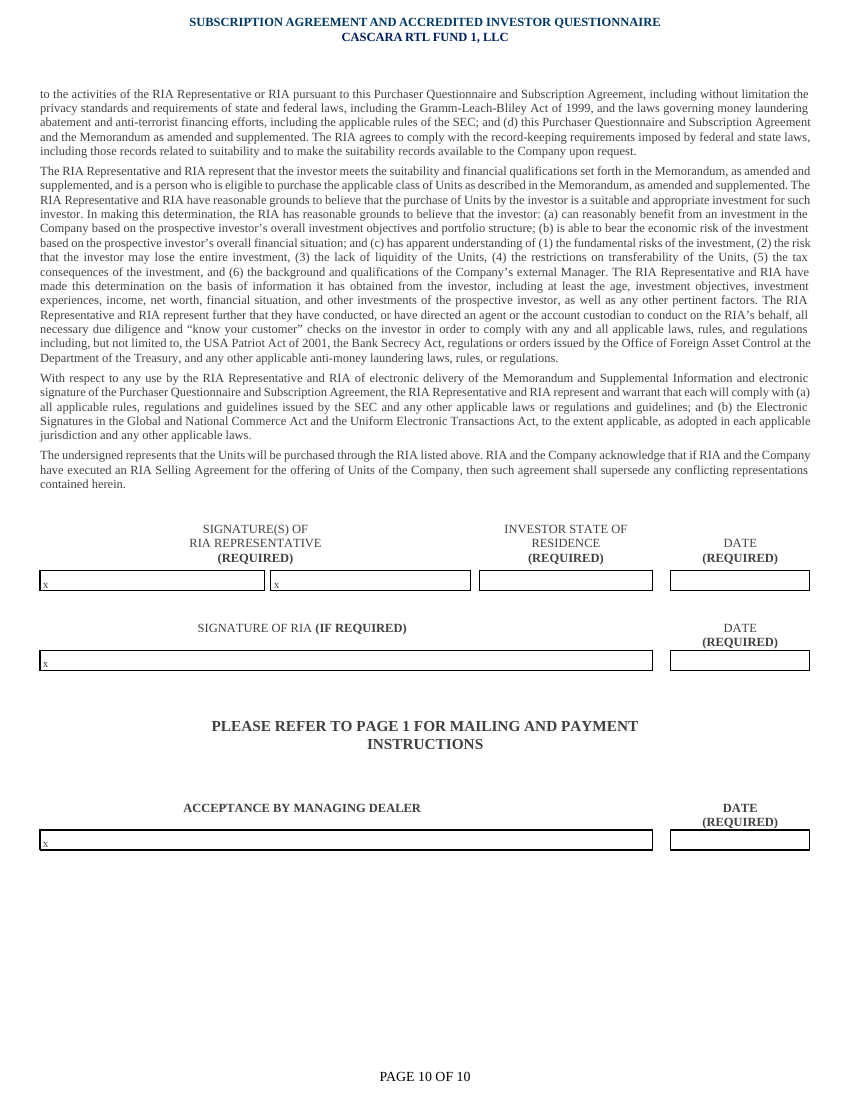 SUBSCRIPTION AGREEMENT AND ACCREDITED INVESTOR QUESTIONNAIRE
CASCARA RTL FUND 1, LLC
to the activities of the RIA Representative or RIA pursuant to this Purchaser Questionnaire and Subscription Agreement, including without limitation the
privacy standards and requirements of state and federal laws, including the Gramm-Leach-Bliley Act of 1999, and the laws governing money laundering
abatement and anti-terrorist financing efforts, including the applicable rules of the SEC; and (d) this Purchaser Questionnaire and Subscription Agreement
and the Memorandum as amended and supplemented. The RIA agrees to comply with the record-keeping requirements imposed by federal and state laws,
including those records related to suitability and to make the suitability records available to the Company upon request.
The RIA Representative and RIA represent that the investor meets the suitability and financial qualifications set forth in the Memorandum, as amended and
supplemented, and is a person who is eligible to purchase the applicable class of Units as described in the Memorandum, as amended and supplemented. The
RIA Representative and RIA have reasonable grounds to believe that the purchase of Units by the investor is a suitable and appropriate investment for such
investor. In making this determination, the RIA has reasonable grounds to believe that the investor: (a) can reasonably benefit from an investment in the
Company based on the prospective investor’s overall investment objectives and portfolio structure; (b) is able to bear the economic risk of the investment
based on the prospective investor’s overall financial situation; and (c) has apparent understanding of (1) the fundamental risks of the investment, (2) the risk
that the investor may lose the entire investment, (3) the lack of liquidity of the Units, (4) the restrictions on transferability of the Units, (5) the tax
consequences of the investment, and (6) the background and qualifications of the Company’s external Manager. The RIA Representative and RIA have
made this determination on the basis of information it has obtained from the investor, including at least the age, investment objectives, investment
experiences, income, net worth, financial situation, and other investments of the prospective investor, as well as any other pertinent factors. The RIA
Representative and RIA represent further that they have conducted, or have directed an agent or the account custodian to conduct on the RIA’s behalf, all
necessary due diligence and “know your customer” checks on the investor in order to comply with any and all applicable laws, rules, and regulations
including, but not limited to, the USA Patriot Act of 2001, the Bank Secrecy Act, regulations or orders issued by the Office of Foreign Asset Control at the
Department of the Treasury, and any other applicable anti-money laundering laws, rules, or regulations.
With respect to any use by the RIA Representative and RIA of electronic delivery of the Memorandum and Supplemental Information and electronic
signature of the Purchaser Questionnaire and Subscription Agreement, the RIA Representative and RIA represent and warrant that each will comply with (a)
all applicable rules, regulations and guidelines issued by the SEC and any other applicable laws or regulations and guidelines; and (b) the Electronic
Signatures in the Global and National Commerce Act and the Uniform Electronic Transactions Act, to the extent applicable, as adopted in each applicable
jurisdiction and any other applicable laws.
The undersigned represents that the Units will be purchased through the RIA listed above. RIA and the Company acknowledge that if RIA and the Company
have executed an RIA Selling Agreement for the offering of Units of the Company, then such agreement shall supersede any conflicting representations
contained herein.
SIGNATURE(S) OF
RIA REPRESENTATIVE
(REQUIRED)
INVESTOR STATE OF
RESIDENCE
(REQUIRED)
DATE
(REQUIRED)
x
x
SIGNATURE OF RIA (IF REQUIRED)
DATE
(REQUIRED)
x
PLEASE REFER TO PAGE 1 FOR MAILING AND PAYMENT
INSTRUCTIONS
ACCEPTANCE BY MANAGING DEALER
DATE
(REQUIRED)
x
PAGE 10 OF 10